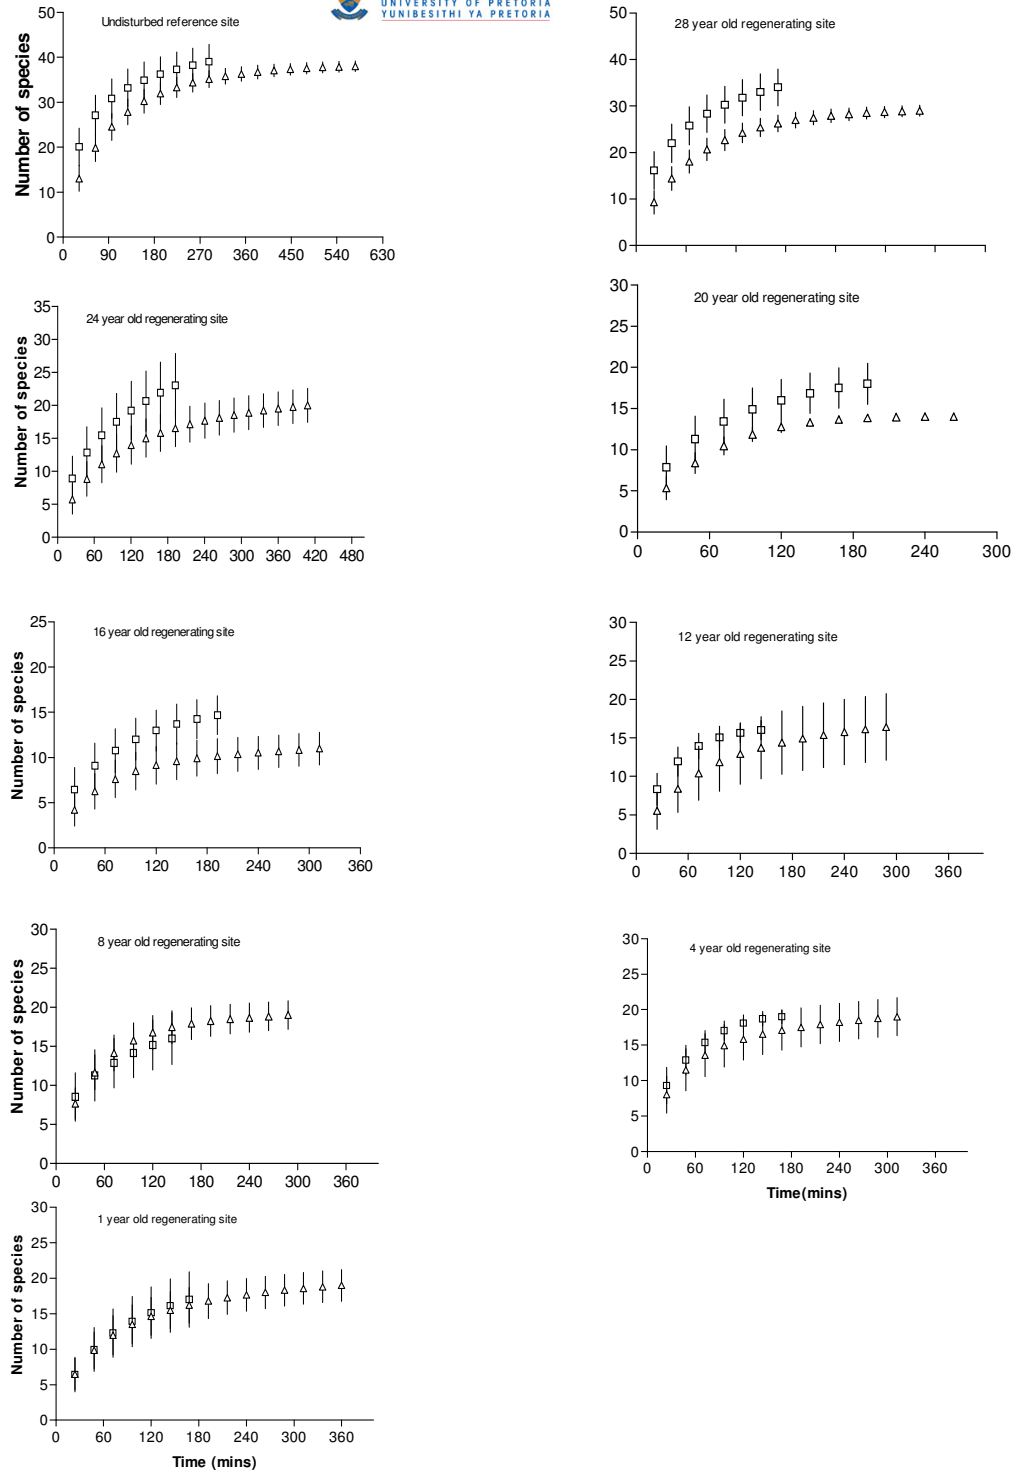 UNIVERSITY OF PRETORIA
YUNIBESITHI YA PRETORIA
Undisturbed reference site
Number of species
50
40
30
20
10
0
0 90 180 270 360 450 540 630
28 year old regenerating site
50
40
30
20
10
0
24 year old regenerating site
Number of species
35
30
25
20
15
10
5
0
0 60 120 180 240 300 360 420 480
20 year old regenerating site
30
25
20
15
10
5
0
0 60 120 180 240 300
16 year old regenerating site
Number of species
25
20
15
10
5
0
0 60 120 180 240 300 360
12 year old regenerating site
30
25
20
15
10
5
0
0 60 120 180 240 300 360
8 year old regenerating site
Number of species
30
25
20
15
10
5
0
0 60 120 180 240 300 360
4 year old regenerating site
30
25
20
15
10
5
0
0 60 120 180 240 300 360
Time(mins)
1 year old regenerating site
Number of species
30
25
20
15
10
5
0
0 60 120 180 240 300 360
Time (mins)